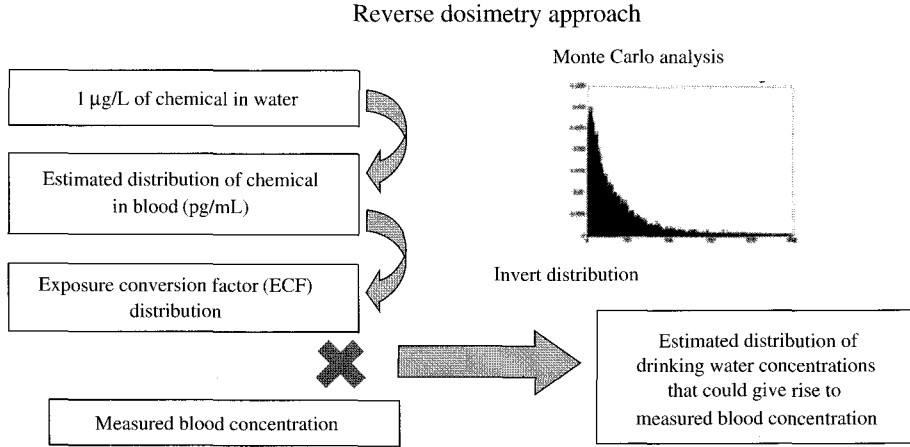 Reverse dosimetry approach
Monte Carlo analysis
1 µg/L of chemical in water
Estimated distribution of chemical
in blood (pg/mL)
Exposure conversion factor (ECF)
distribution
Invert distribution
Measured blood concentration
Estimated distribution of
drinking water concentrations
that could give rise to
measured blood concentration